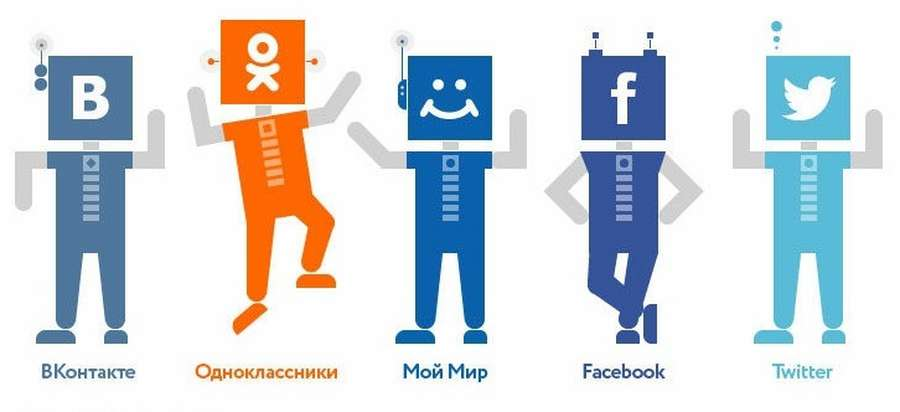 B
f
ВКонтакте
Одноклассники
Мой Мир
Facebook
Twitter